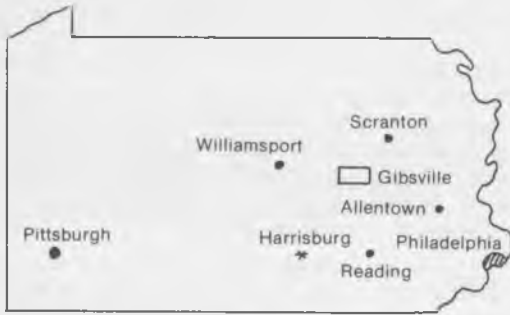 Scranton
Williamsport
Gibsville
Allentown
Pittsburgh
Harrisburg
Philadelphia
Reading